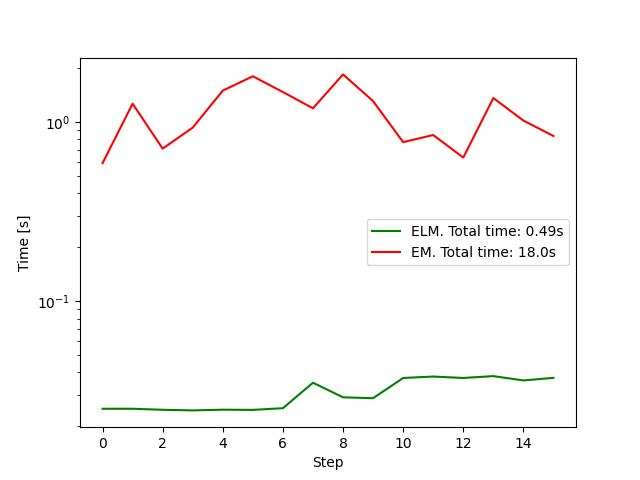 10⁰
10⁻¹
Time [s]
ELM. Total time: 0.49s
EM. Total time: 18.0s
0 2 4 6 8 10 12 14
Step